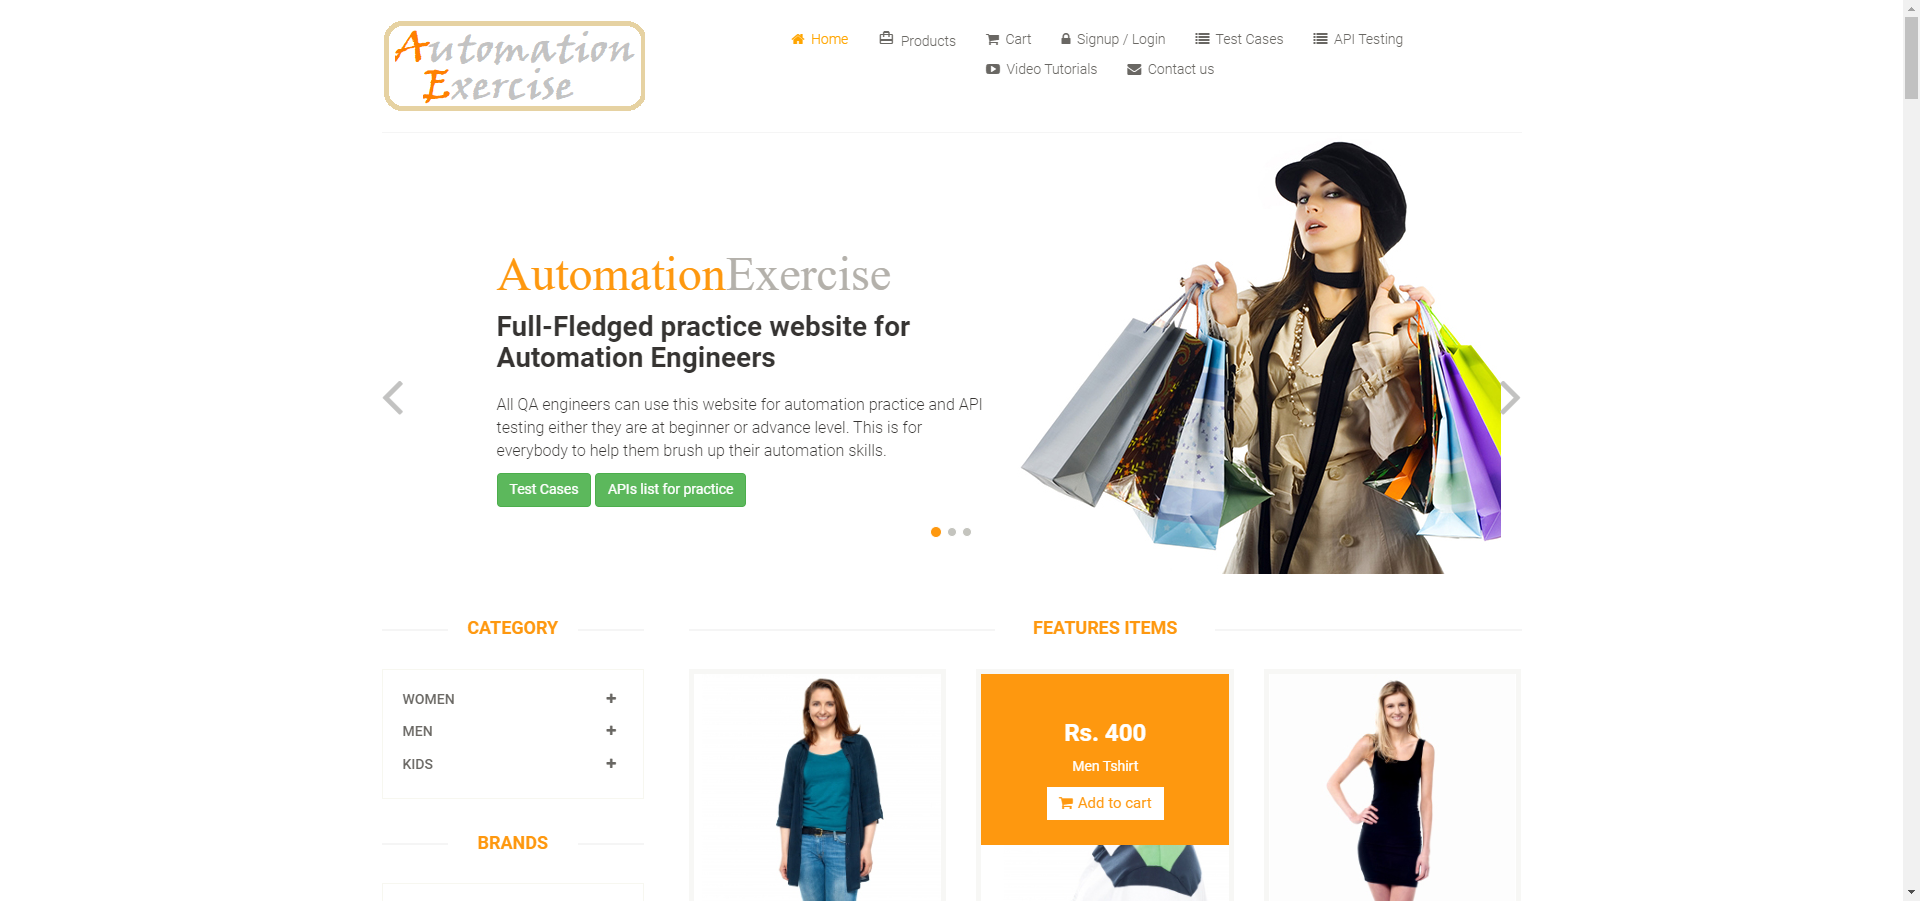 Automation
Exercise
Home
Products
Cart
Signup / Login
Test Cases
API Testing
Video Tutorials
Contact us
AutomationExercise
Full-Fledged practice website for
Automation Engineers
All QA engineers can use this website for automation practice and API
testing either they are at beginner or advance level. This is for
everybody to help them brush up their automation skills.
Test Cases
APIs list for practice
CATEGORY
WOMEN
MEN
KIDS
BRANDS
FEATURES ITEMS
Rs. 400
Men Tshirt
Add to cart